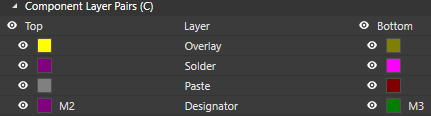 Component Layer Pairs (C)
Top Layer Bottom
Overlay
Solder
Paste
M2 Designator M3